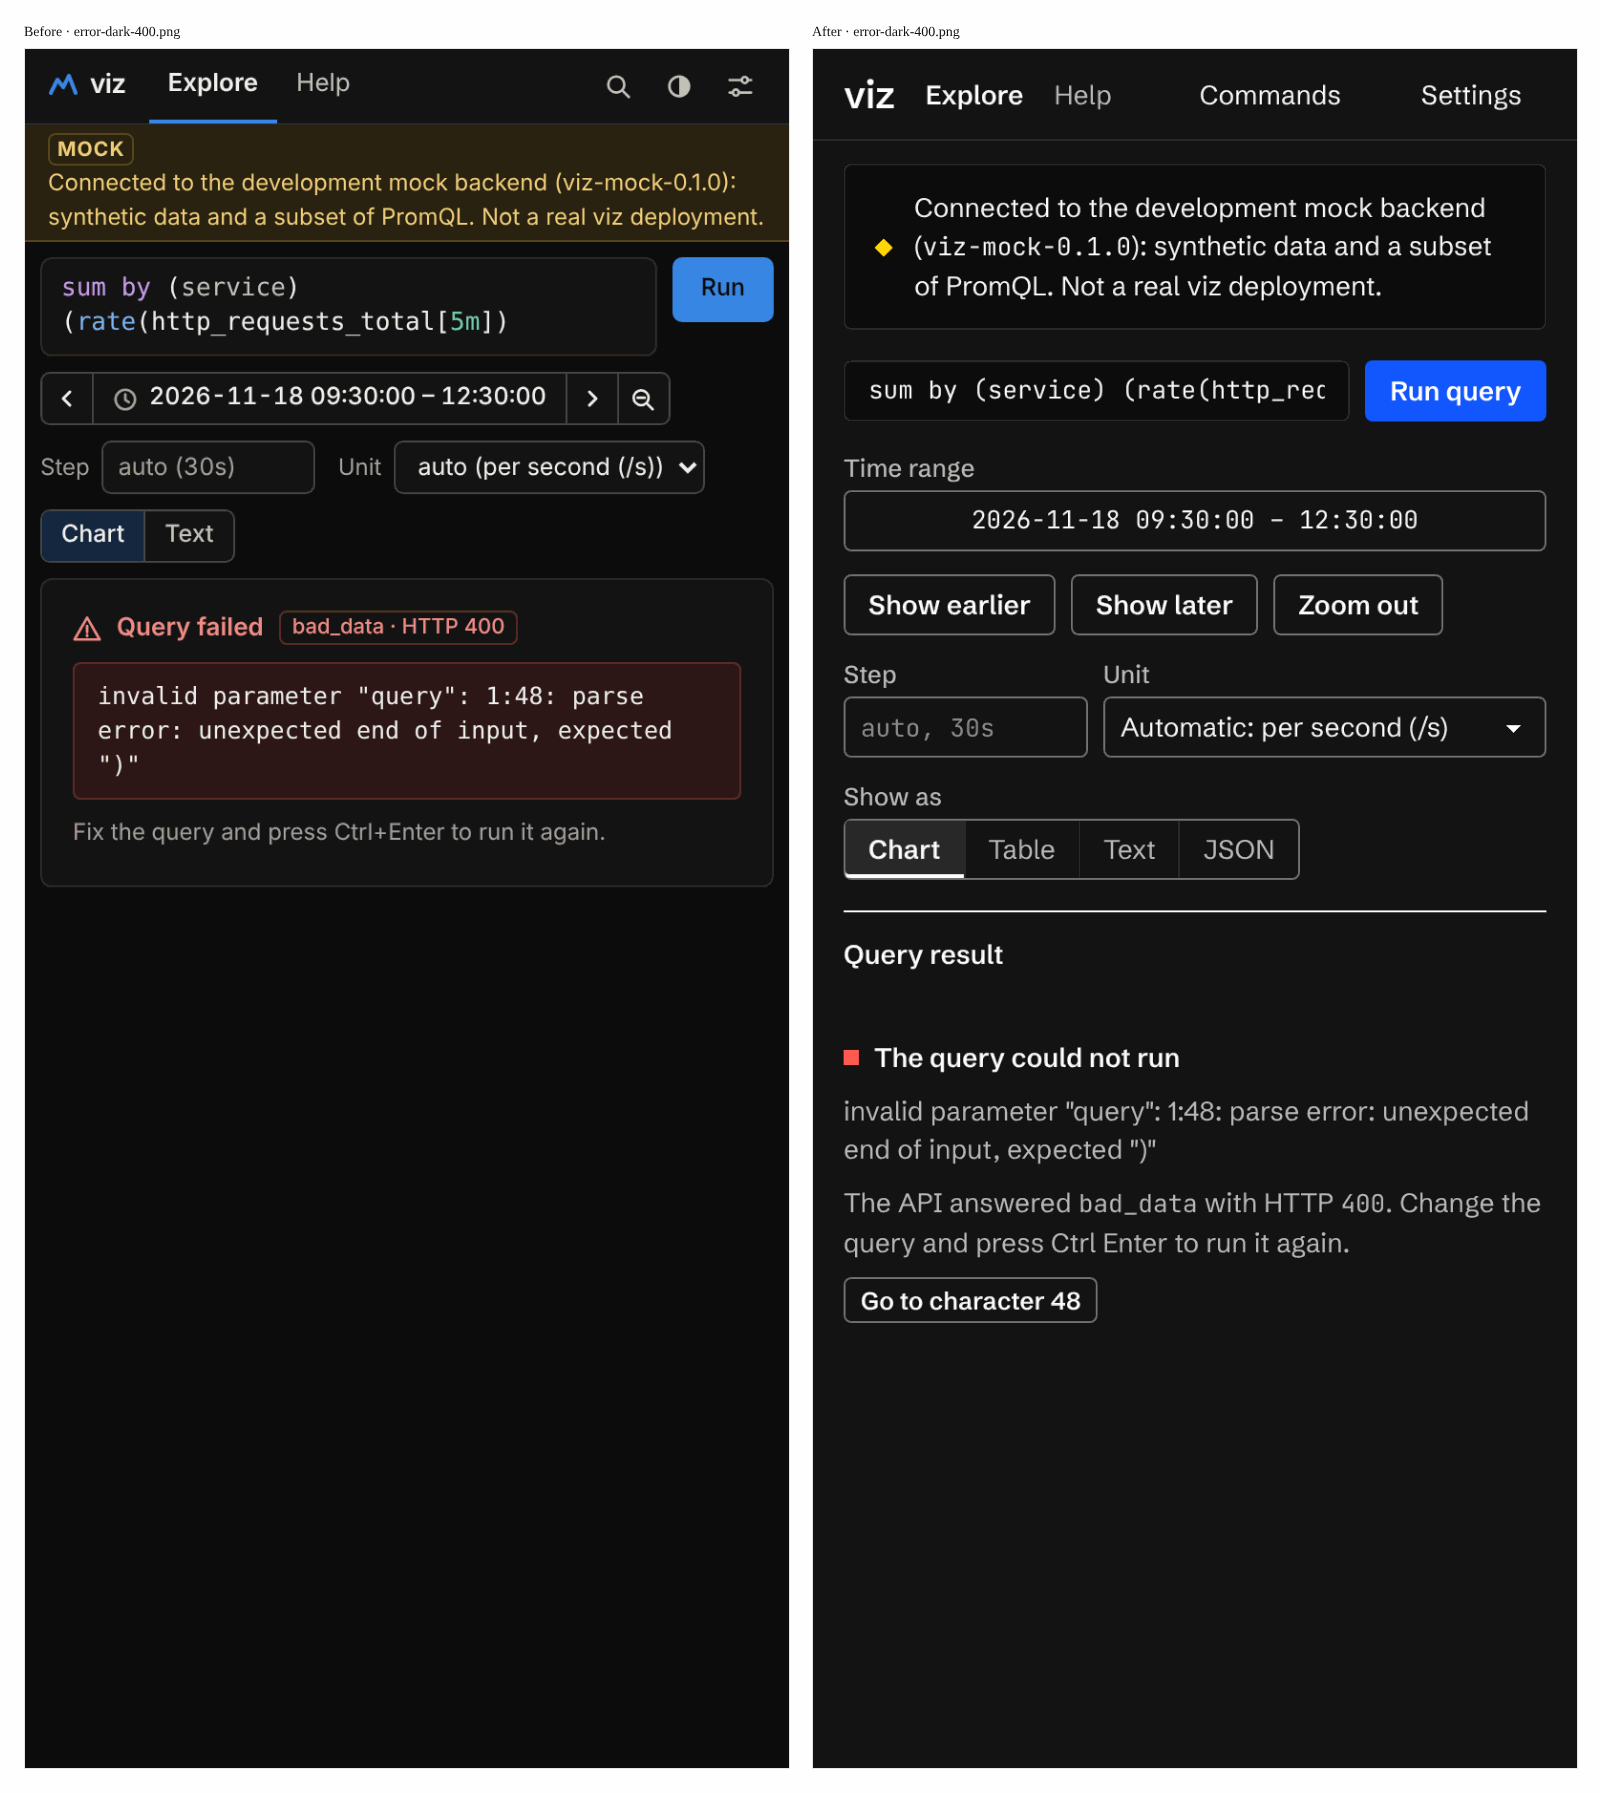 Before · error-dark-400.png
viz Explore Help
MOCK
Connected to the development mock backend (viz-mock-0.1.0):
synthetic data and a subset of PromQL. Not a real viz deployment.
sum by (service)
(rate(http_requests_total[5m])
Run
2026-11-18 09:30:00 – 12:30:00
Step auto (30s) Unit auto (per second (/s))
Chart Text
Query failed bad_data · HTTP 400
invalid parameter "query": 1:48: parse
error: unexpected end of input, expected
")"
Fix the query and press Ctrl+Enter to run it again.
After · error-dark-400.png
viz Explore Help Commands Settings
Connected to the development mock backend
(viz-mock-0.1.0): synthetic data and a subset
of PromQL. Not a real viz deployment.
sum by (service) (rate(http_rec Run query
Time range
2026-11-18 09:30:00 – 12:30:00
Show earlier Show later Zoom out
Step Unit
auto, 30s Automatic: per second (/s)
Show as
Chart Table Text JSON
Query result
The query could not run
invalid parameter "query": 1:48: parse error: unexpected
end of input, expected ")"
The API answered bad_data with HTTP 400. Change the
query and press Ctrl Enter to run it again.
Go to character 48